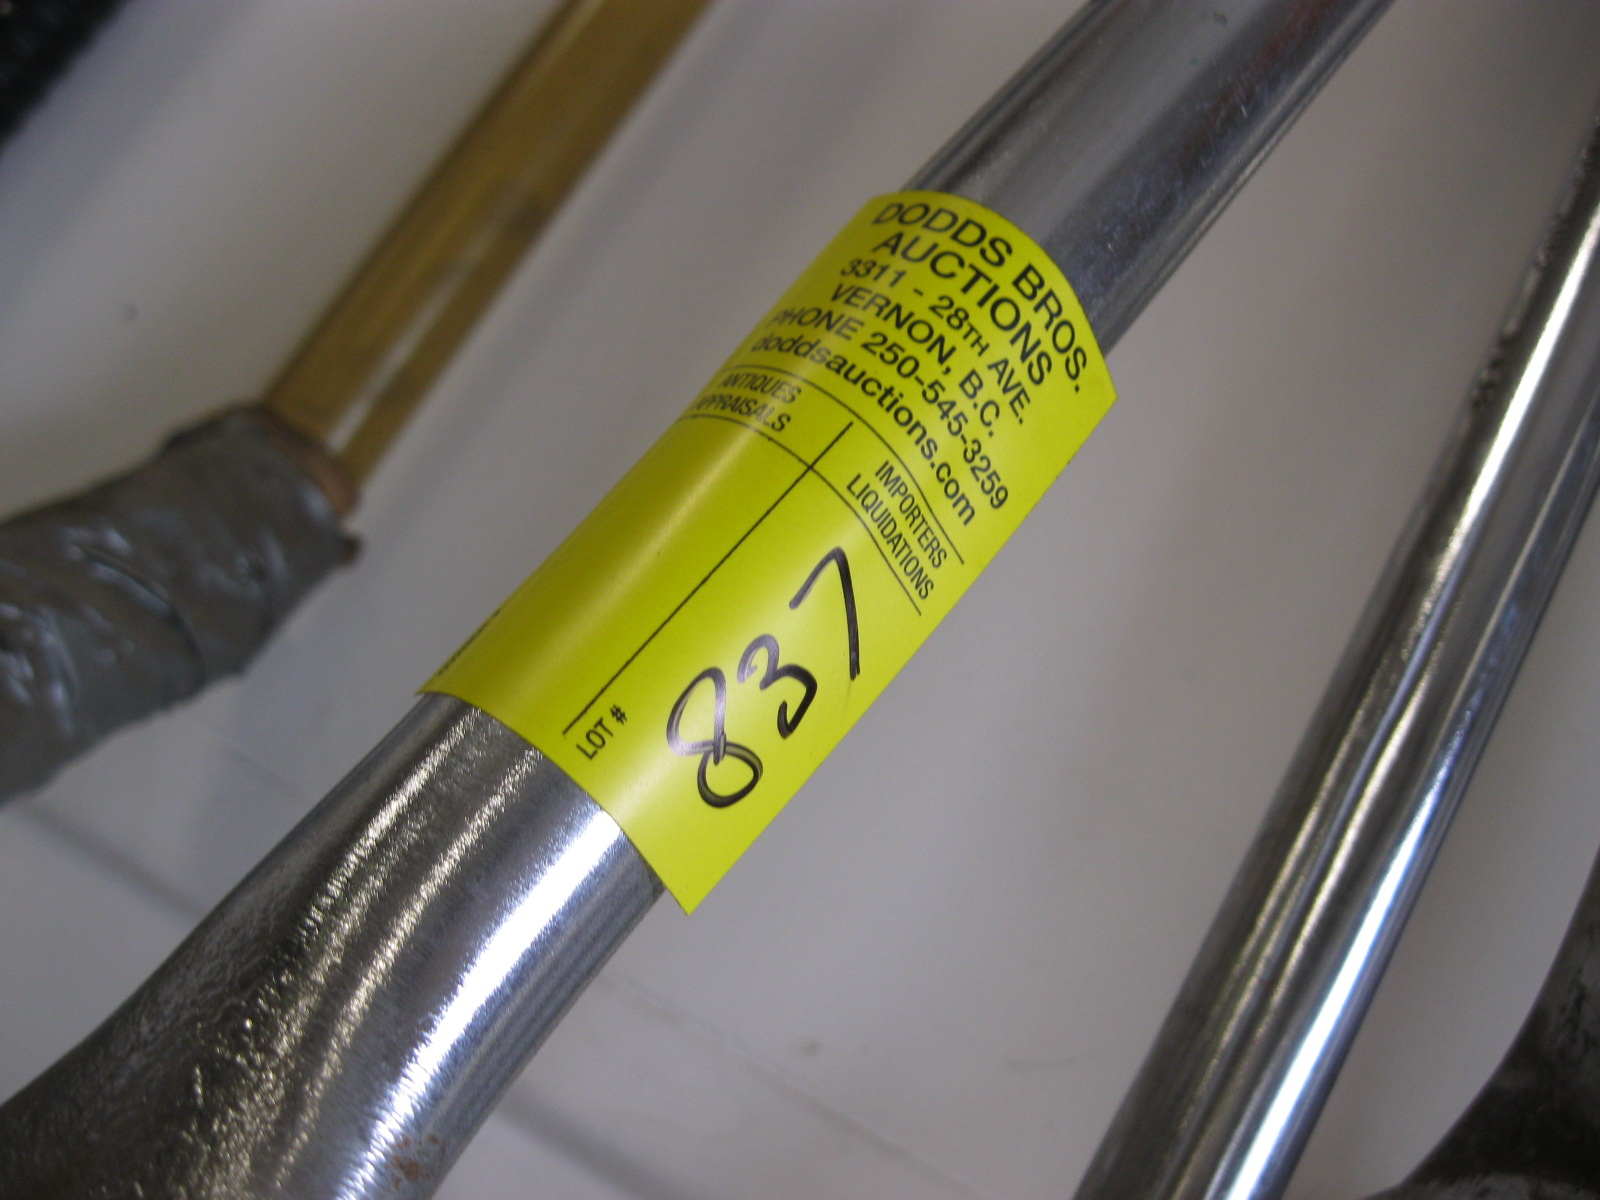 DODDS BROS.
AUCTIONS
3311 - 28TH AVE.
VERNON, B.C.
PHONE 250-545-3259
doddsauctions.com
ANTIQUES
APPRAISALS
IMPORTERS
LIQUIDATIONS
LOT #
837